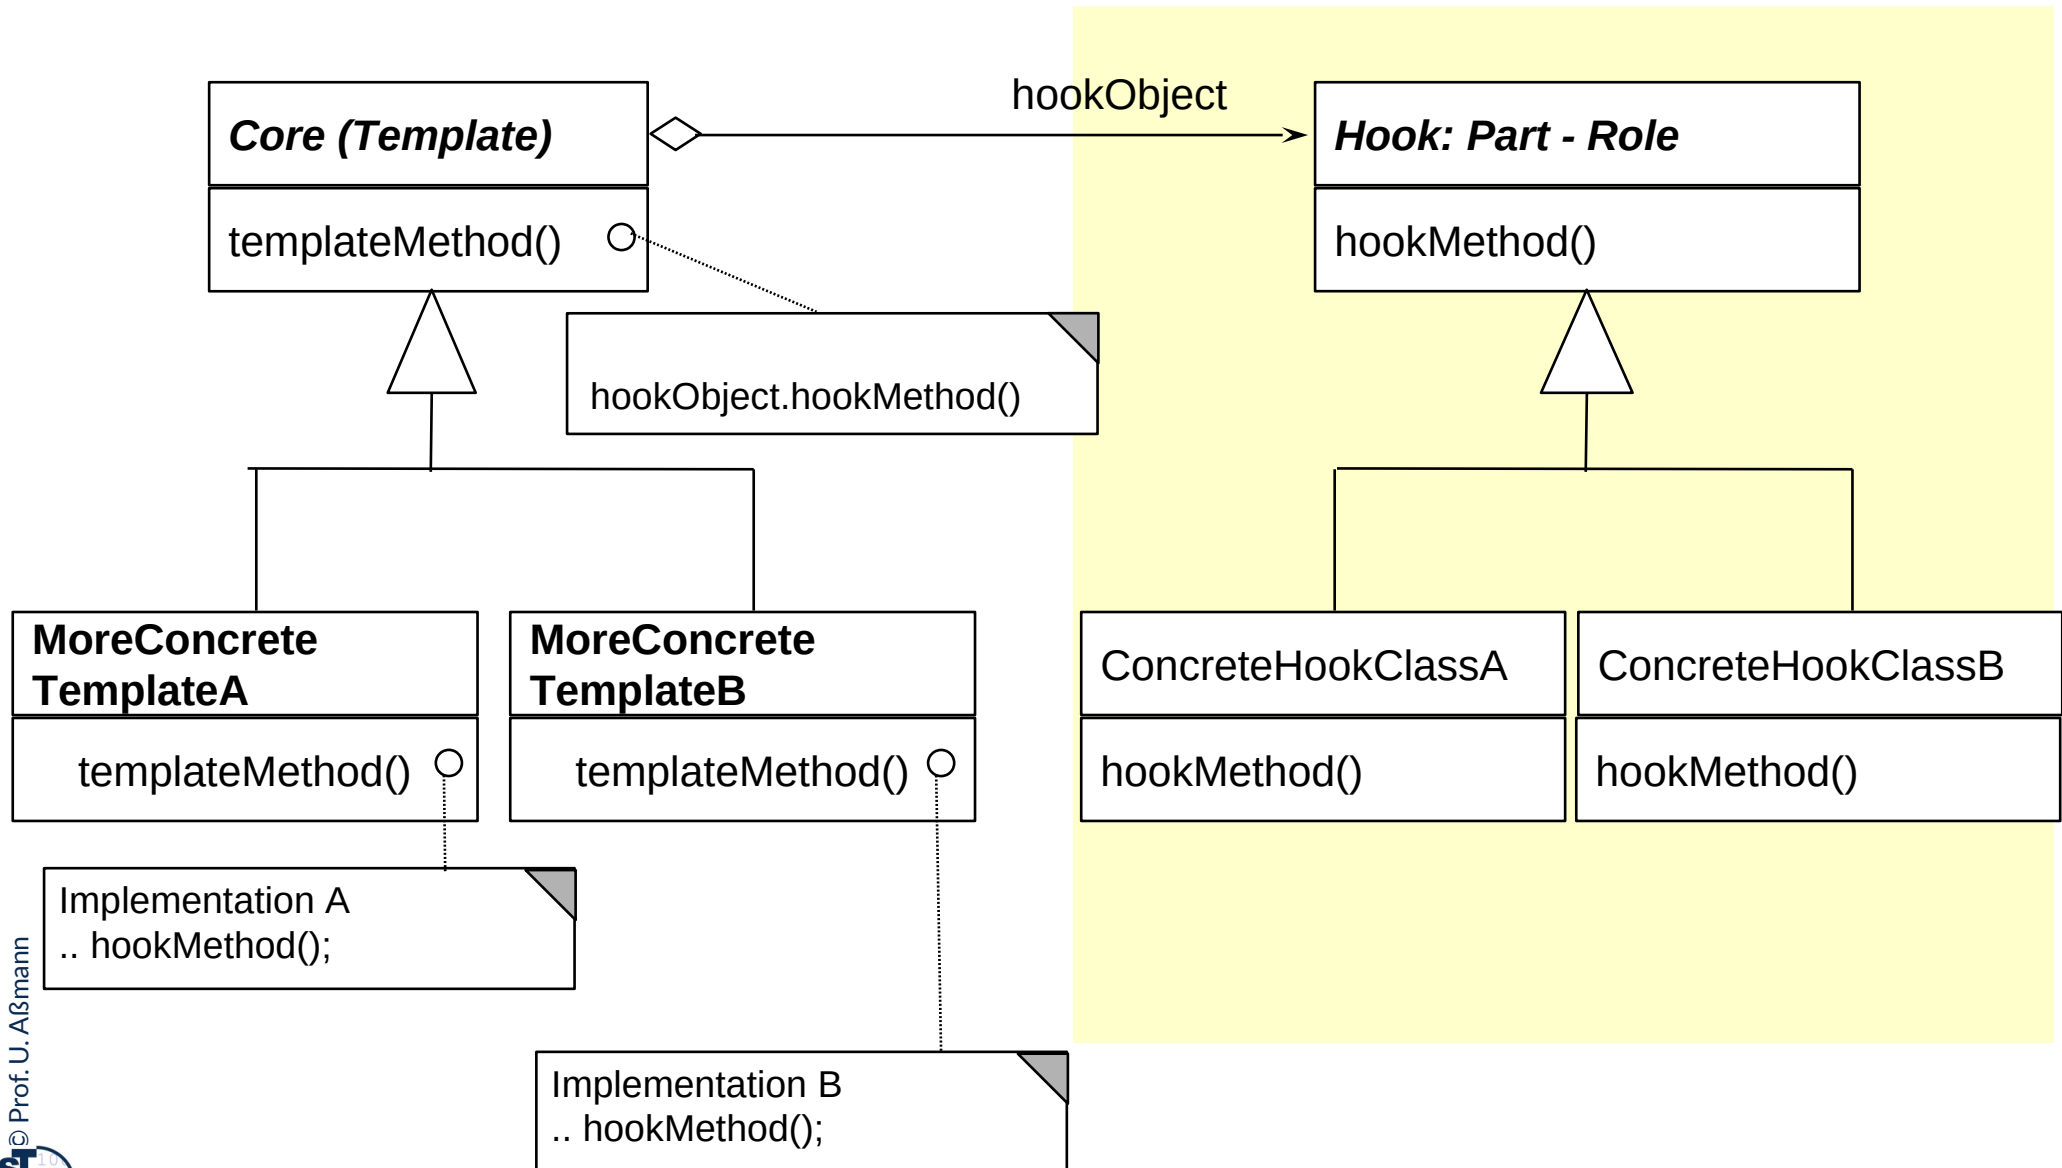 hookObject
Core (Template)
Hook: Part - Role
templateMethod()
hookMethod()
hookObject.hookMethod()
MoreConcrete
TemplateA
MoreConcrete
TemplateB
ConcreteHookClassA
ConcreteHookClassB
templateMethod()
templateMethod()
hookMethod()
hookMethod()
Implementation A
.. hookMethod();
Implementation B
.. hookMethod();
© Prof. U. Aßmann